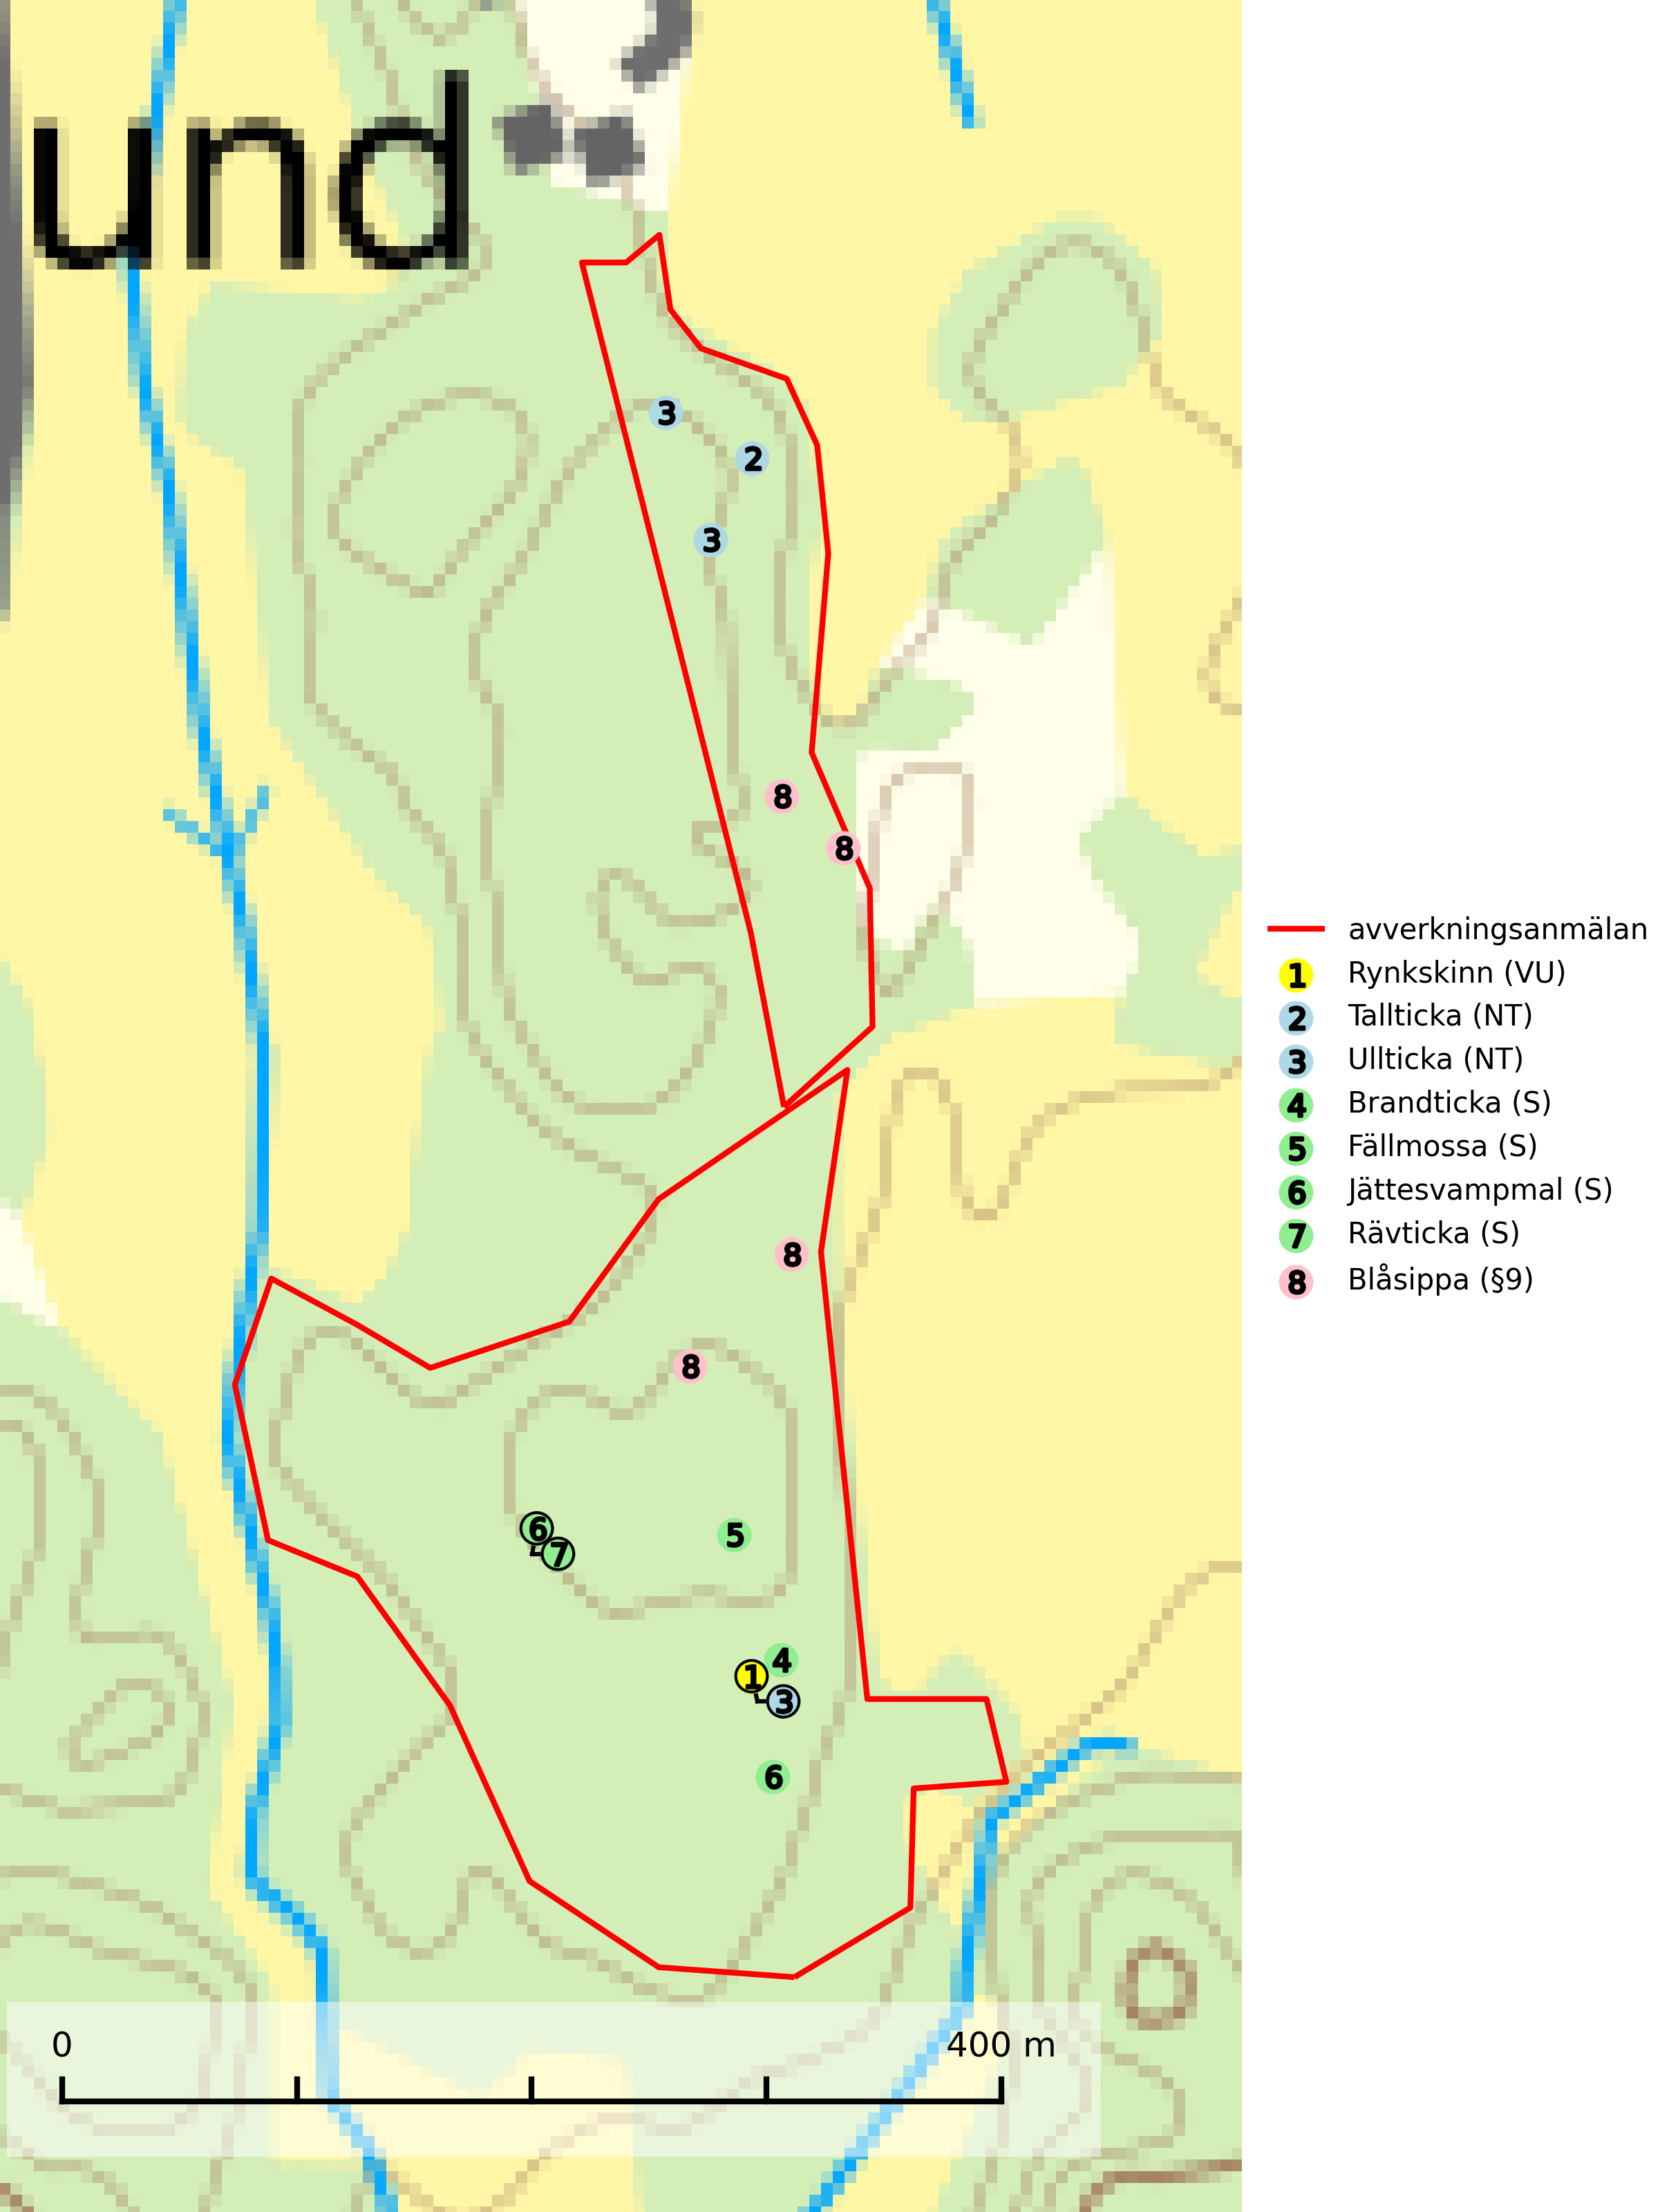 und
3
2
3
8
8
8
8
6
7
5
4
1
3
6
0
400 m
avverkningsanmälan
1 Rynkskinn (VU)
2 Tallticka (NT)
3 Ullticka (NT)
4 Brandticka (S)
5 Fällmossa (S)
6 Jättesvampmal (S)
7 Rävticka (S)
8 Blåsippa (§9)